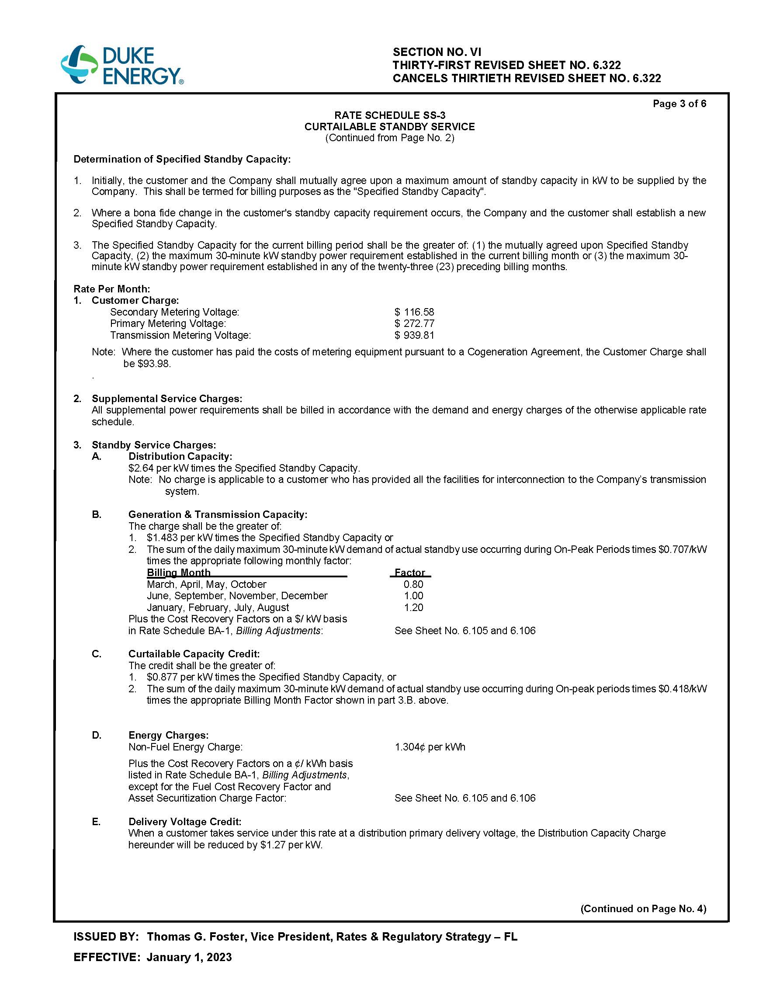 DUKE
ENERGY®
SECTION NO. VI
THIRTY-FIRST REVISED SHEET NO. 6.322
CANCELS THIRTIETH REVISED SHEET NO. 6.322
Page 3 of 6
RATE SCHEDULE SS-3
CURTAILABLE STANDBY SERVICE
(Continued from Page No. 2)
Determination of Specified Standby Capacity:
1. Initially, the customer and the Company shall mutually agree upon a maximum amount of standby capacity in kW to be supplied by the
Company. This shall be termed for billing purposes as the "Specified Standby Capacity".
2. Where a bona fide change in the customer's standby capacity requirement occurs, the Company and the customer shall establish a new
Specified Standby Capacity.
3. The Specified Standby Capacity for the current billing period shall be the greater of: (1) the mutually agreed upon Specified Standby
Capacity, (2) the maximum 30-minute kW standby power requirement established in the current billing month or (3) the maximum 30-
minute kW standby power requirement established in any of the twenty-three (23) preceding billing months.
Rate Per Month:
1. Customer Charge:
Secondary Metering Voltage: $ 116.58
Primary Metering Voltage: $ 272.77
Transmission Metering Voltage: $ 939.81
Note: Where the customer has paid the costs of metering equipment pursuant to a Cogeneration Agreement, the Customer Charge shall
be $93.98.
.
2. Supplemental Service Charges:
All supplemental power requirements shall be billed in accordance with the demand and energy charges of the otherwise applicable rate
schedule.
3. Standby Service Charges:
A. Distribution Capacity:
$2.64 per kW times the Specified Standby Capacity.
Note: No charge is applicable to a customer who has provided all the facilities for interconnection to the Company's transmission
system.
B. Generation & Transmission Capacity:
The charge shall be the greater of:
1. $1.483 per kW times the Specified Standby Capacity or
2. The sum of the daily maximum 30-minute kW demand of actual standby use occurring during On-Peak Periods times $0.707/kW
times the appropriate following monthly factor:
Billing Month Factor
March, April, May, October 0.80
June, September, November, December 1.00
January, February, July, August 1.20
Plus the Cost Recovery Factors on a $/ kW basis
in Rate Schedule BA-1, Billing Adjustments: See Sheet No. 6.105 and 6.106
C. Curtailable Capacity Credit:
The credit shall be the greater of:
1. $0.877 per kW times the Specified Standby Capacity, or
2. The sum of the daily maximum 30-minute kW demand of actual standby use occurring during On-peak periods times $0.418/kW
times the appropriate Billing Month Factor shown in part 3.B. above.
D. Energy Charges:
Non-Fuel Energy Charge: 1.304¢ per kWh
Plus the Cost Recovery Factors on a ¢/ kWh basis
listed in Rate Schedule BA-1, Billing Adjustments,
except for the Fuel Cost Recovery Factor and
Asset Securitization Charge Factor: See Sheet No. 6.105 and 6.106
E. Delivery Voltage Credit:
When a customer takes service under this rate at a distribution primary delivery voltage, the Distribution Capacity Charge
hereunder will be reduced by $1.27 per kW.
(Continued on Page No. 4)
ISSUED BY: Thomas G. Foster, Vice President, Rates & Regulatory Strategy – FL
EFFECTIVE: January 1, 2023